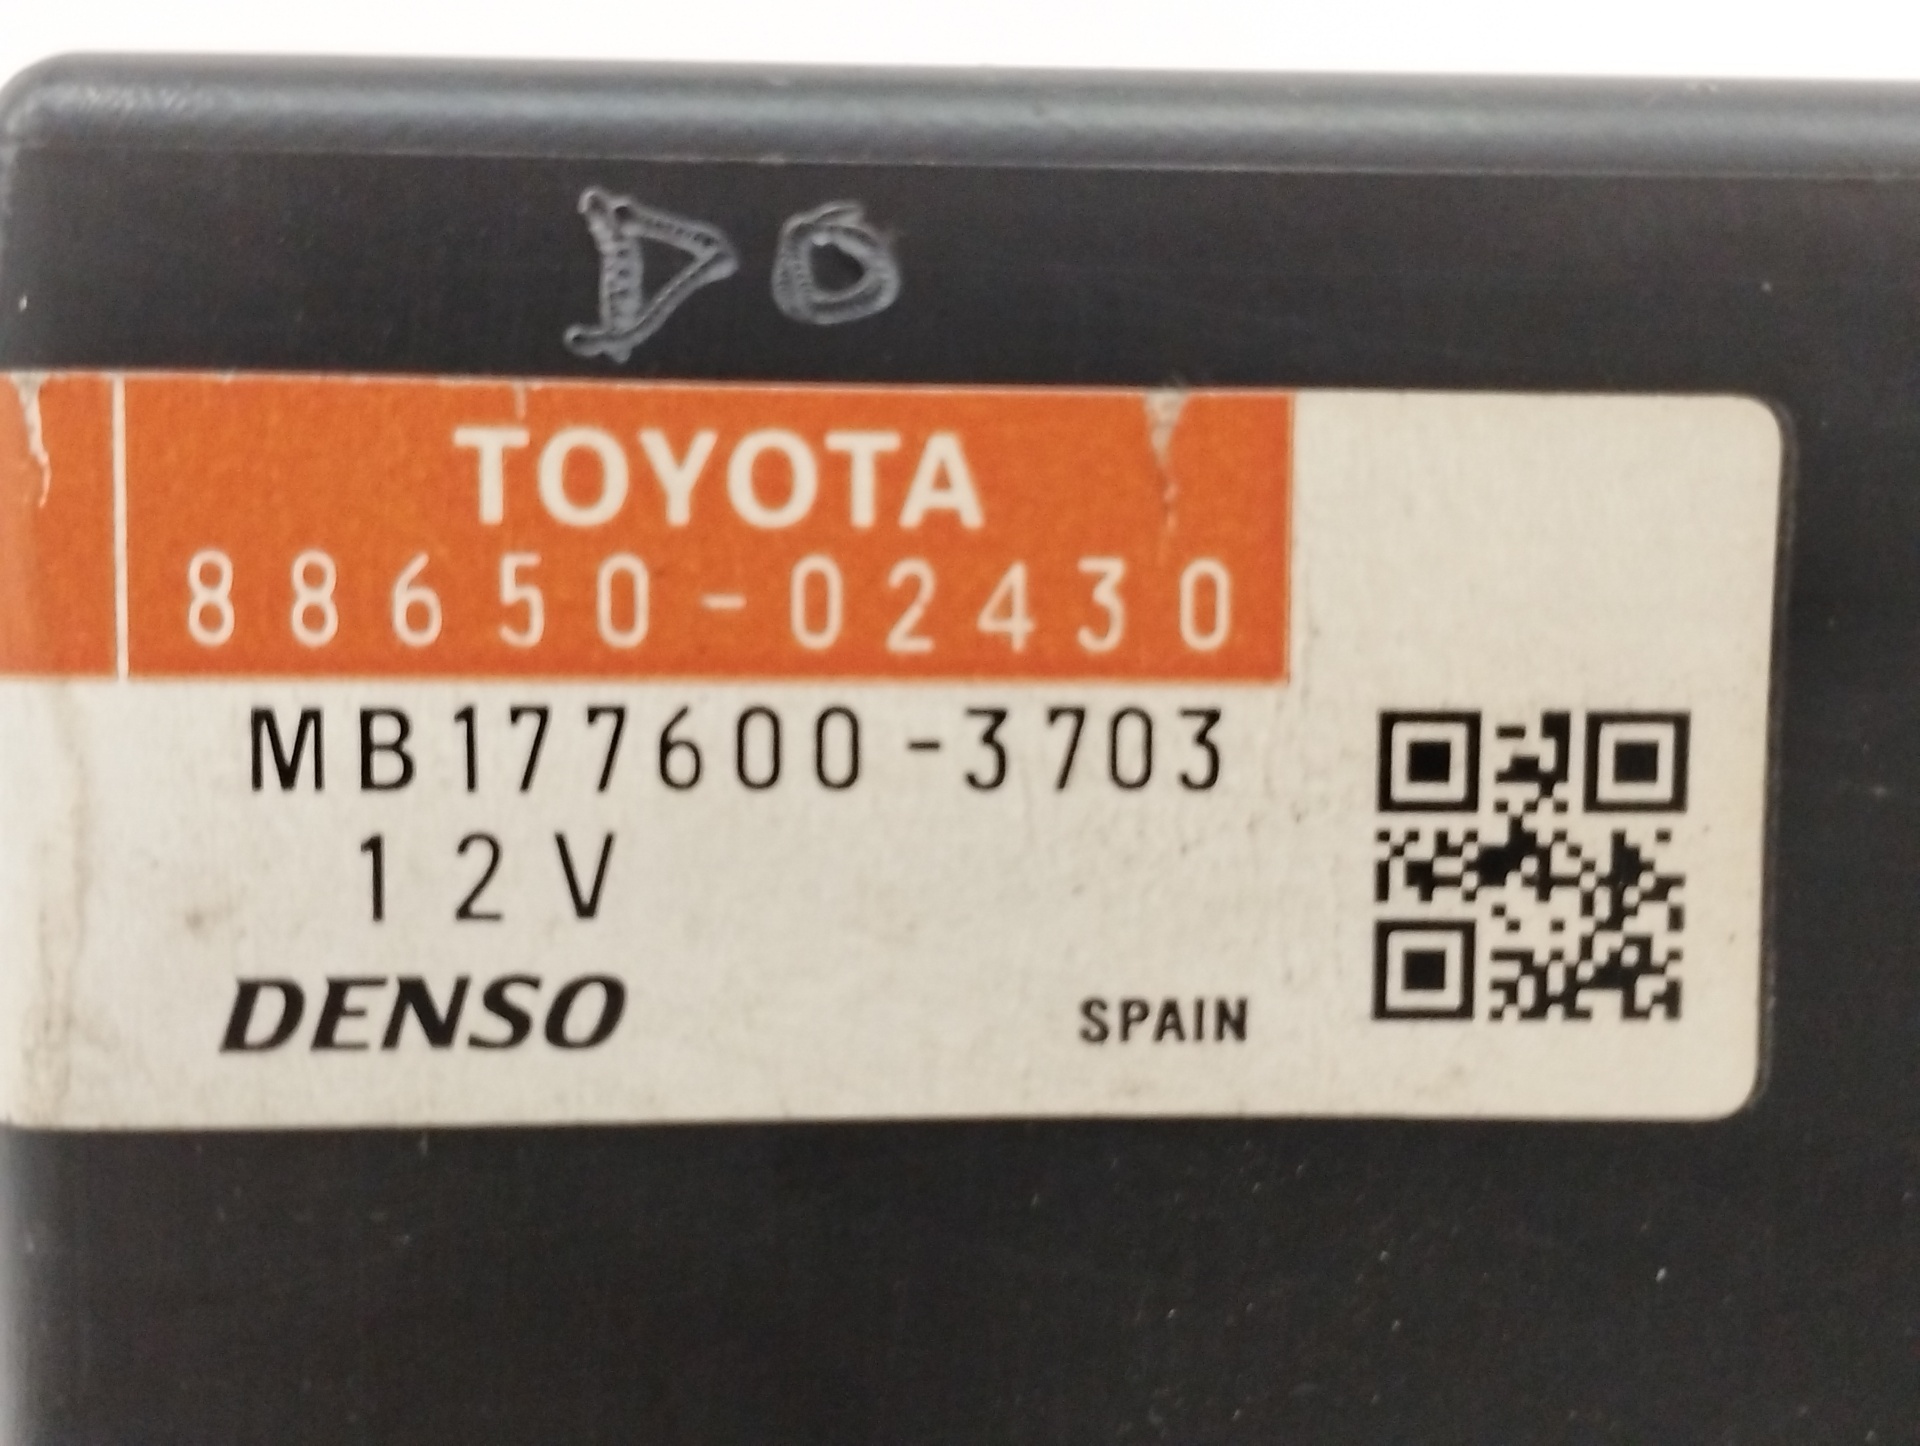 DO
TOYOTA
88650-02430
MB177600-3703
12V
DENSO
SPAIN